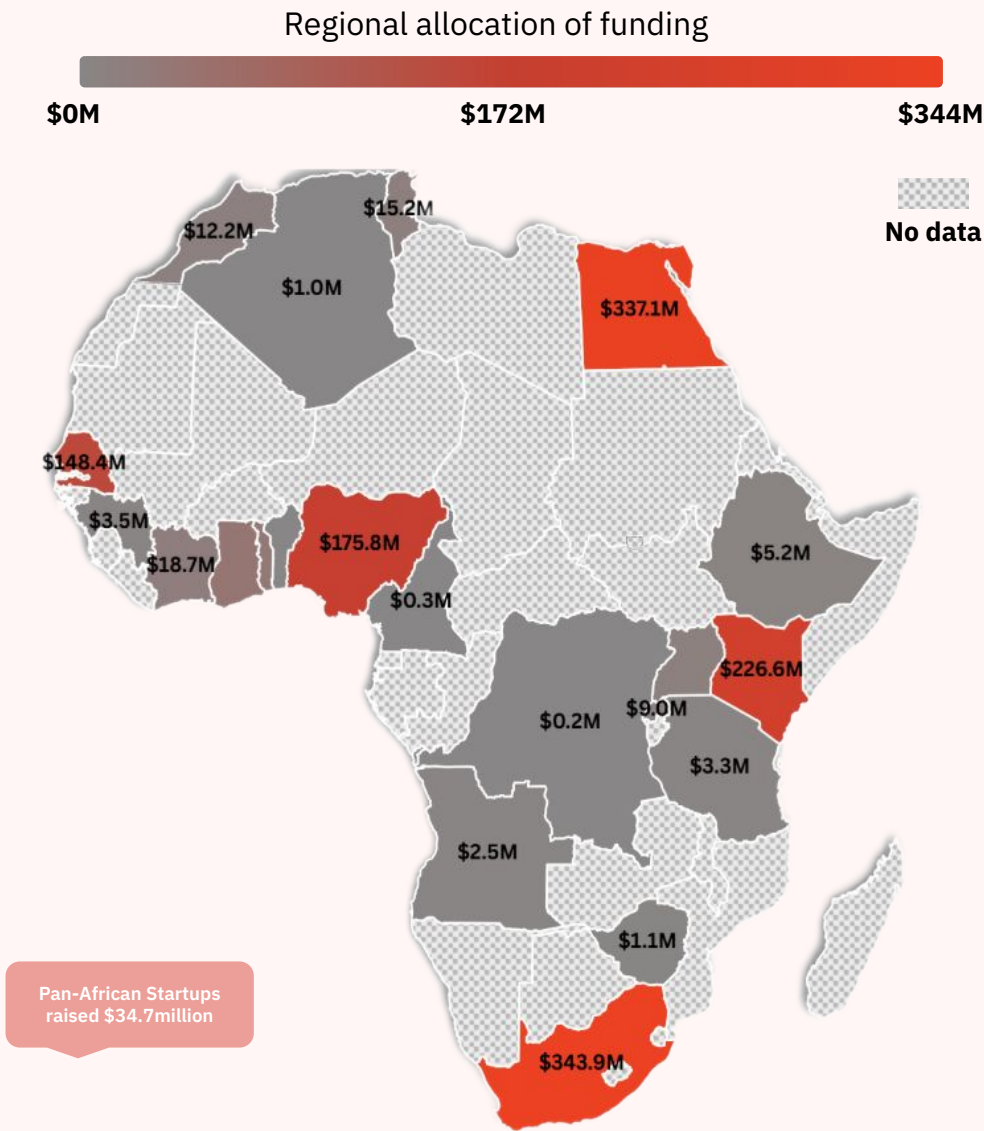 Regional allocation of funding
$0M
$172M
$344M
No data
$15.2M
$12.2M
$1.0M
$337.1M
$148.4M
$3.5M
$175.8M
$5.2M
$18.7M
$0.3M
$226.6M
$9.0M
$0.2M
$3.3M
$2.5M
$1.1M
Pan-African Startups
raised $34.7million
$343.9M